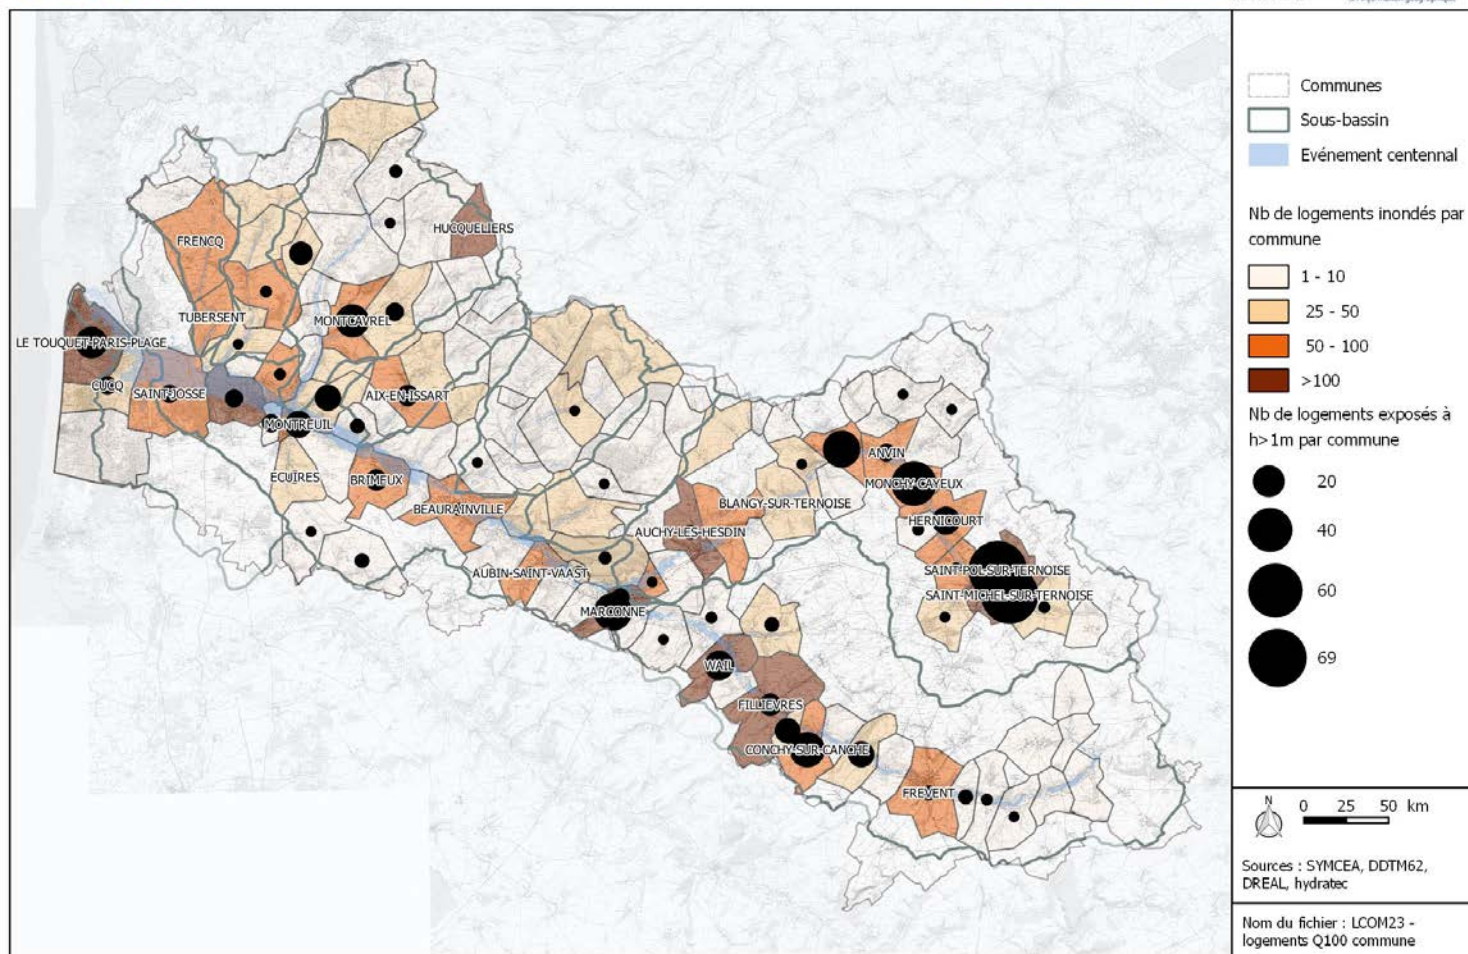 HUCQUELIERS
FRENCQ
TUBERSENT
MONTCAVREL
LE TOUQUET-PARIS-PLAGE
CUCQ
SAINT-JOSSE
AIX-EN-ISSART
MONTREUIL
ECUIRES
BRIMEUX
BEAURAINVILLE
ANVIN
MONCHY-CAYEUX
BLANGY-SUR-TERNOISE
HERNICOURT
AUCHY-LES-HESDIN
AUBIN-SAINT-VAAST
SAINT-POL-SUR-TERNOISE
SAINT-MICHEL-SUR-TERNOISE
MARCONNE
WAIL
FILLIEVRES
CONCHY-SUR-CANCHE
FREVENT
Communes
Sous-bassin
Evénement centennal
Nb de logements inondés par
commune
1 - 10
25 - 50
50 - 100
>100
Nb de logements exposés à
h>1m par commune
20
40
60
69
N
0 25 50 km
Sources : SYMCEA, DDTM62,
DREAL, hydratec
Nom du fichier : LCOM23 -
logements Q100 commune